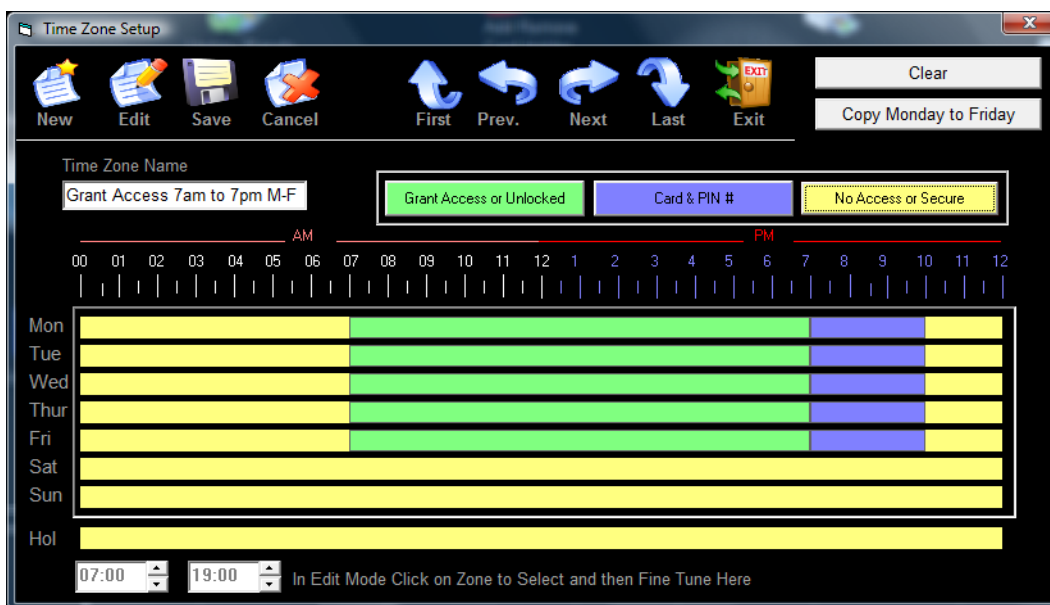 Time Zone Setup
New Edit Save Cancel First Prev. Next Last Exit
EXIT
Clear
Copy Monday to Friday
Time Zone Name
Grant Access 7am to 7pm M-F
Grant Access or Unlocked Card & PIN # No Access or Secure
AM PM
00 01 02 03 04 05 06 07 08 09 10 11 12 1 2 3 4 5 6 7 8 9 10 11 12
Mon
Tue
Wed
Thur
Fri
Sat
Sun
Hol
07:00 19:00 In Edit Mode Click on Zone to Select and then Fine Tune Here